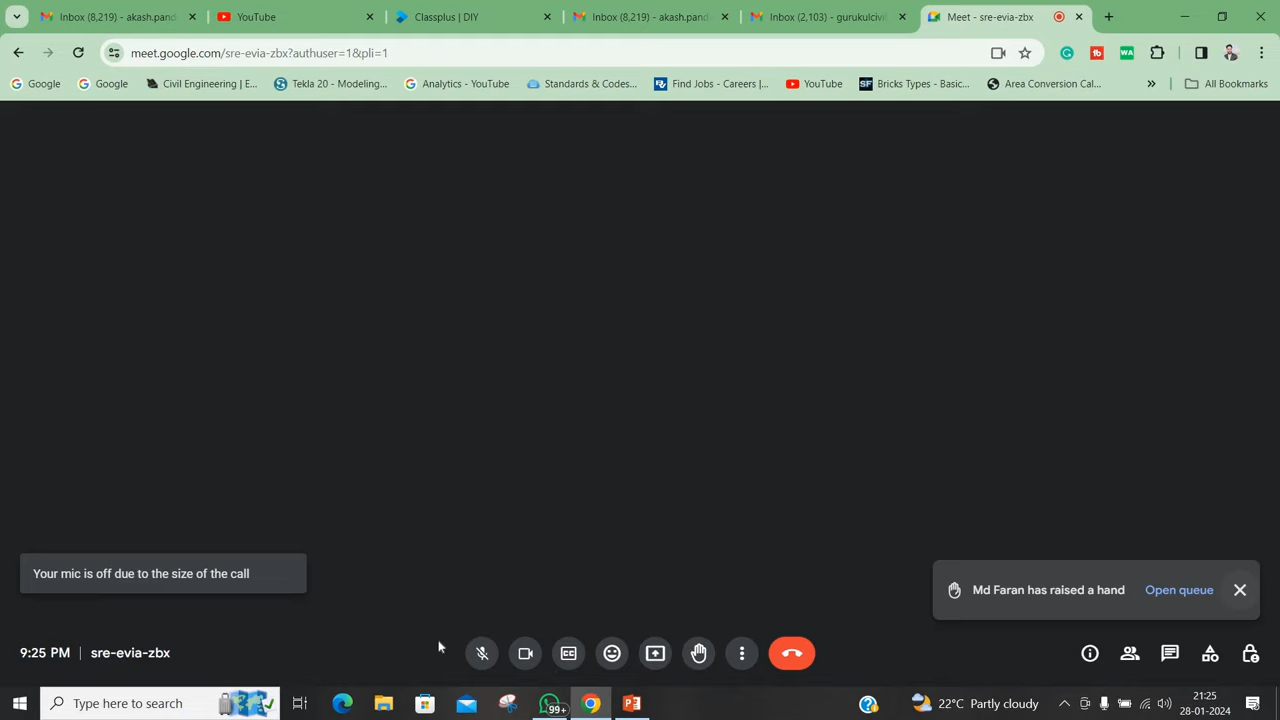 Inbox (8,219) - akash.pand
YouTube
Classplus | DIY
Inbox (8,219) - akash.pand
Inbox (2,103) - gurukulcivil
Meet - sre-evia-zbx
meet.google.com/sre-evia-zbx?authuser=1&pli=1
Google
Google
Civil Engineering | E...
Tekla 20 - Modeling...
Analytics - YouTube
Standards & Codes...
Find Jobs - Careers |...
YouTube
Bricks Types - Basic...
Area Conversion Cal...
All Bookmarks
Your mic is off due to the size of the call
Md Faran has raised a hand
Open queue
9:25 PM | sre-evia-zbx
Type here to search
99+
22°C Partly cloudy
21:25
28-01-2024